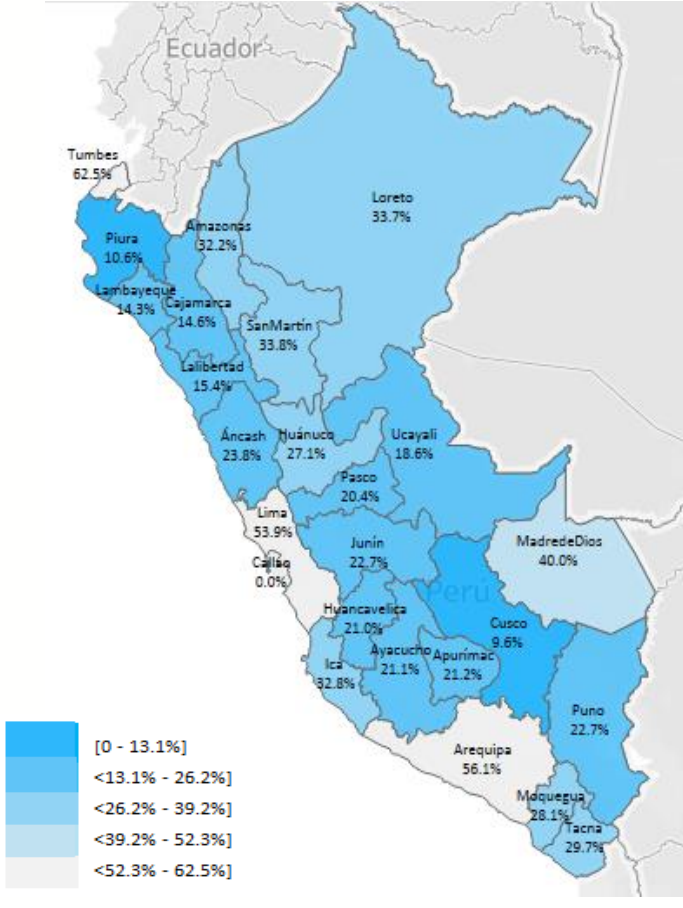 Ecuador
Tumbes
62.5%
Loreto
33.7%
Amazonas
32.2%
Piura
10.6%
Lambayeque
14.3%
Cajamarca
14.6%
SanMartín
33.8%
Lalibertad
15.4%
Áncash
23.8%
Huánuco
27.1%
Ucayali
18.6%
Pasco
20.4%
Lima
53.9%
Callao
0.0%
Junín
22.7%
MadredeDios
40.0%
Perú
Huancavelica
21.0%
Cusco
9.6%
Ayacucho
21.1%
Apurímac
21.2%
Ica
32.8%
Puno
22.7%
Arequipa
56.1%
Moquegua
28.1%
Tacna
29.7%
[0 - 13.1%]
<13.1% - 26.2%]
<26.2% - 39.2%]
<39.2% - 52.3%]
<52.3% - 62.5%]